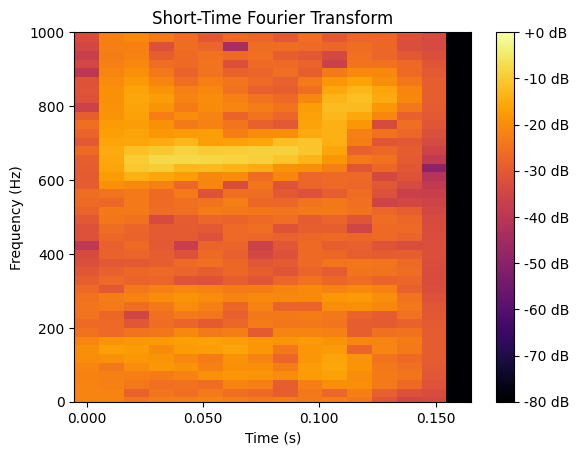 Short-Time Fourier Transform
Frequency (Hz)
1000
800
600
400
200
0
0.000
0.050
0.100
0.150
Time (s)
+0 dB
-10 dB
-20 dB
-30 dB
-40 dB
-50 dB
-60 dB
-70 dB
-80 dB